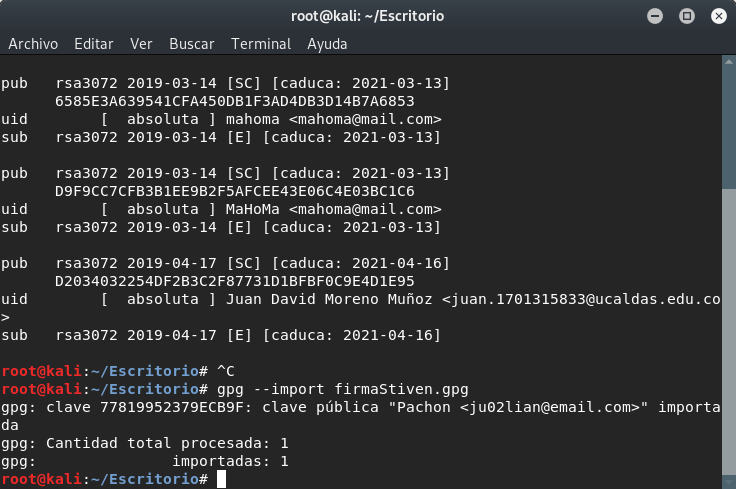 root@kali: ~/Escritorio
Archivo Editar Ver Buscar Terminal Ayuda
pub   rsa3072 2019-03-14 [SC] [caduca: 2021-03-13]
      6585E3A639541CFA450DB1F3AD4DB3D14B7A6853
uid        [  absoluta ] mahoma <mahoma@mail.com>
sub   rsa3072 2019-03-14 [E] [caduca: 2021-03-13]
pub   rsa3072 2019-03-14 [SC] [caduca: 2021-03-13]
      D9F9CC7CFB3B1EE9B2F5AFCEE43E06C4E03BC1C6
uid        [  absoluta ] MaHoMa <mahoma@mail.com>
sub   rsa3072 2019-03-14 [E] [caduca: 2021-03-13]
pub   rsa3072 2019-04-17 [SC] [caduca: 2021-04-16]
      D2034032254DF2B3C2F87731D1BFBF0C9E4D1E95
uid        [  absoluta ] Juan David Moreno Muñoz <juan.1701315833@ucaldas.edu.co
>
sub   rsa3072 2019-04-17 [E] [caduca: 2021-04-16]
root@kali:~/Escritorio# ^C
root@kali:~/Escritorio# gpg --import firmaStiven.gpg
gpg: clave 77819952379ECB9F: clave pública "Pachon <ju02lian@email.com>" importa
da
gpg: Cantidad total procesada: 1
gpg:               importadas: 1
root@kali:~/Escritorio#